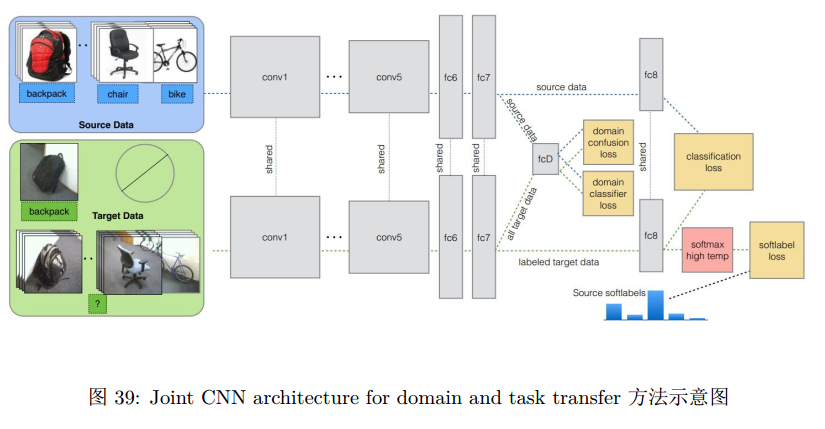 backpack
chair
bike
Source Data
backpack
Target Data
?
conv1
...
conv5
fc6
fc7
shared
shared
shared
shared
conv1
...
conv5
fc6
fc7
source data
source data
all target data
labeled target data
fcD
domain
confusion
loss
domain
classifier
loss
fc8
shared
fc8
classification
loss
softmax
high temp
softlabel
loss
Source softlabels
图 39: Joint CNN architecture for domain and task transfer 方法示意图